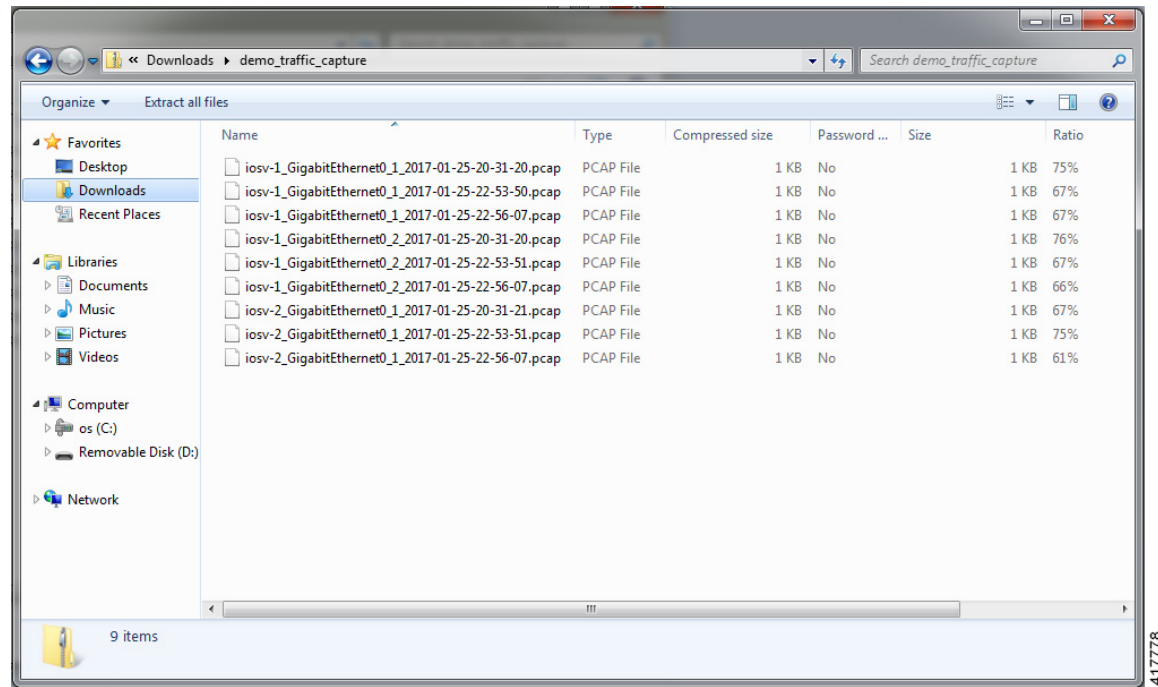 « Downloads ▸ demo_traffic_capture
Search demo_traffic_capture
Organize ▾ Extract all files
Favorites
Desktop
Downloads
Recent Places
Libraries
Documents
Music
Pictures
Videos
Computer
os (C:)
Removable Disk (D:)
Network
Name Type Compressed size Password ... Size Ratio
iosv-1_GigabitEthernet0_1_2017-01-25-20-31-20.pcap PCAP File 1 KB No 1 KB 75%
iosv-1_GigabitEthernet0_1_2017-01-25-22-53-50.pcap PCAP File 1 KB No 1 KB 67%
iosv-1_GigabitEthernet0_1_2017-01-25-22-56-07.pcap PCAP File 1 KB No 1 KB 67%
iosv-1_GigabitEthernet0_2_2017-01-25-20-31-20.pcap PCAP File 1 KB No 1 KB 76%
iosv-1_GigabitEthernet0_2_2017-01-25-22-53-51.pcap PCAP File 1 KB No 1 KB 67%
iosv-1_GigabitEthernet0_2_2017-01-25-22-56-07.pcap PCAP File 1 KB No 1 KB 66%
iosv-2_GigabitEthernet0_1_2017-01-25-20-31-21.pcap PCAP File 1 KB No 1 KB 67%
iosv-2_GigabitEthernet0_1_2017-01-25-22-53-51.pcap PCAP File 1 KB No 1 KB 75%
iosv-2_GigabitEthernet0_1_2017-01-25-22-56-07.pcap PCAP File 1 KB No 1 KB 61%
9 items
417778